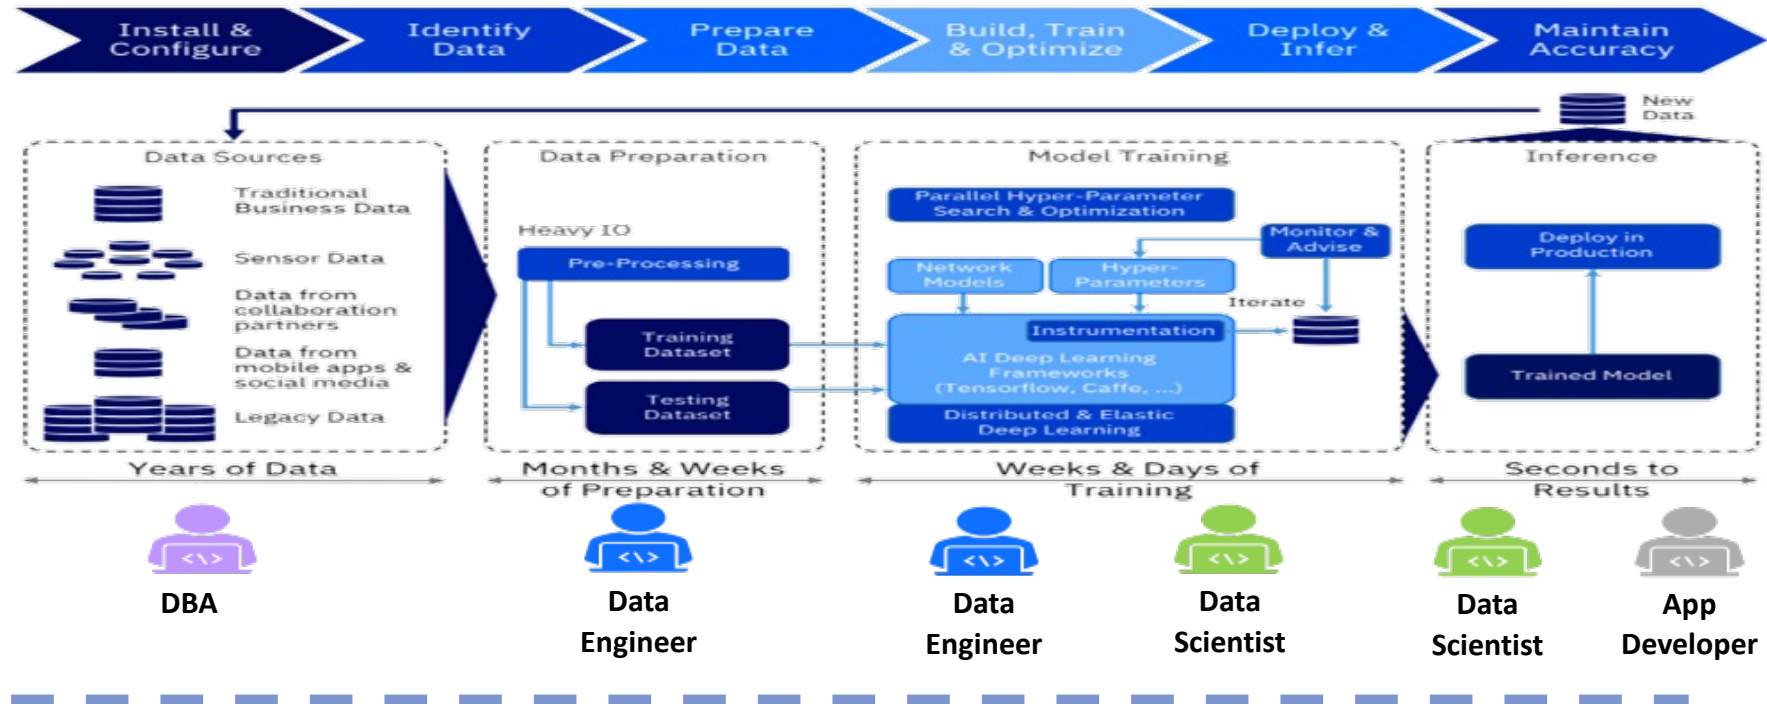 Install &
Configure
Identify
Data
Prepare
Data
Build, Train
& Optimize
Deploy &
Infer
Maintain
Accuracy
New
Data
Data Sources
Traditional
Business Data
Sensor Data
Data from
collaboration
partners
Data from
mobile apps &
social media
Legacy Data
Years of Data
Data Preparation
Heavy IO
Pre-Processing
Training
Dataset
Testing
Dataset
Months & Weeks
of Preparation
Model Training
Parallel Hyper-Parameter
Search & Optimization
Monitor &
Advise
Network
Models
Hyper-
Parameters
Iterate
Instrumentation
AI Deep Learning
Frameworks
(Tensorflow, Caffe, ...)
Distributed & Elastic
Deep Learning
Weeks & Days of
Training
Inference
Deploy in
Production
Trained Model
Seconds to
Results
<\>
DBA
<\>
Data
Engineer
<\>
Data
Engineer
<\>
Data
Scientist
<\>
Data
Scientist
<\>
App
Developer